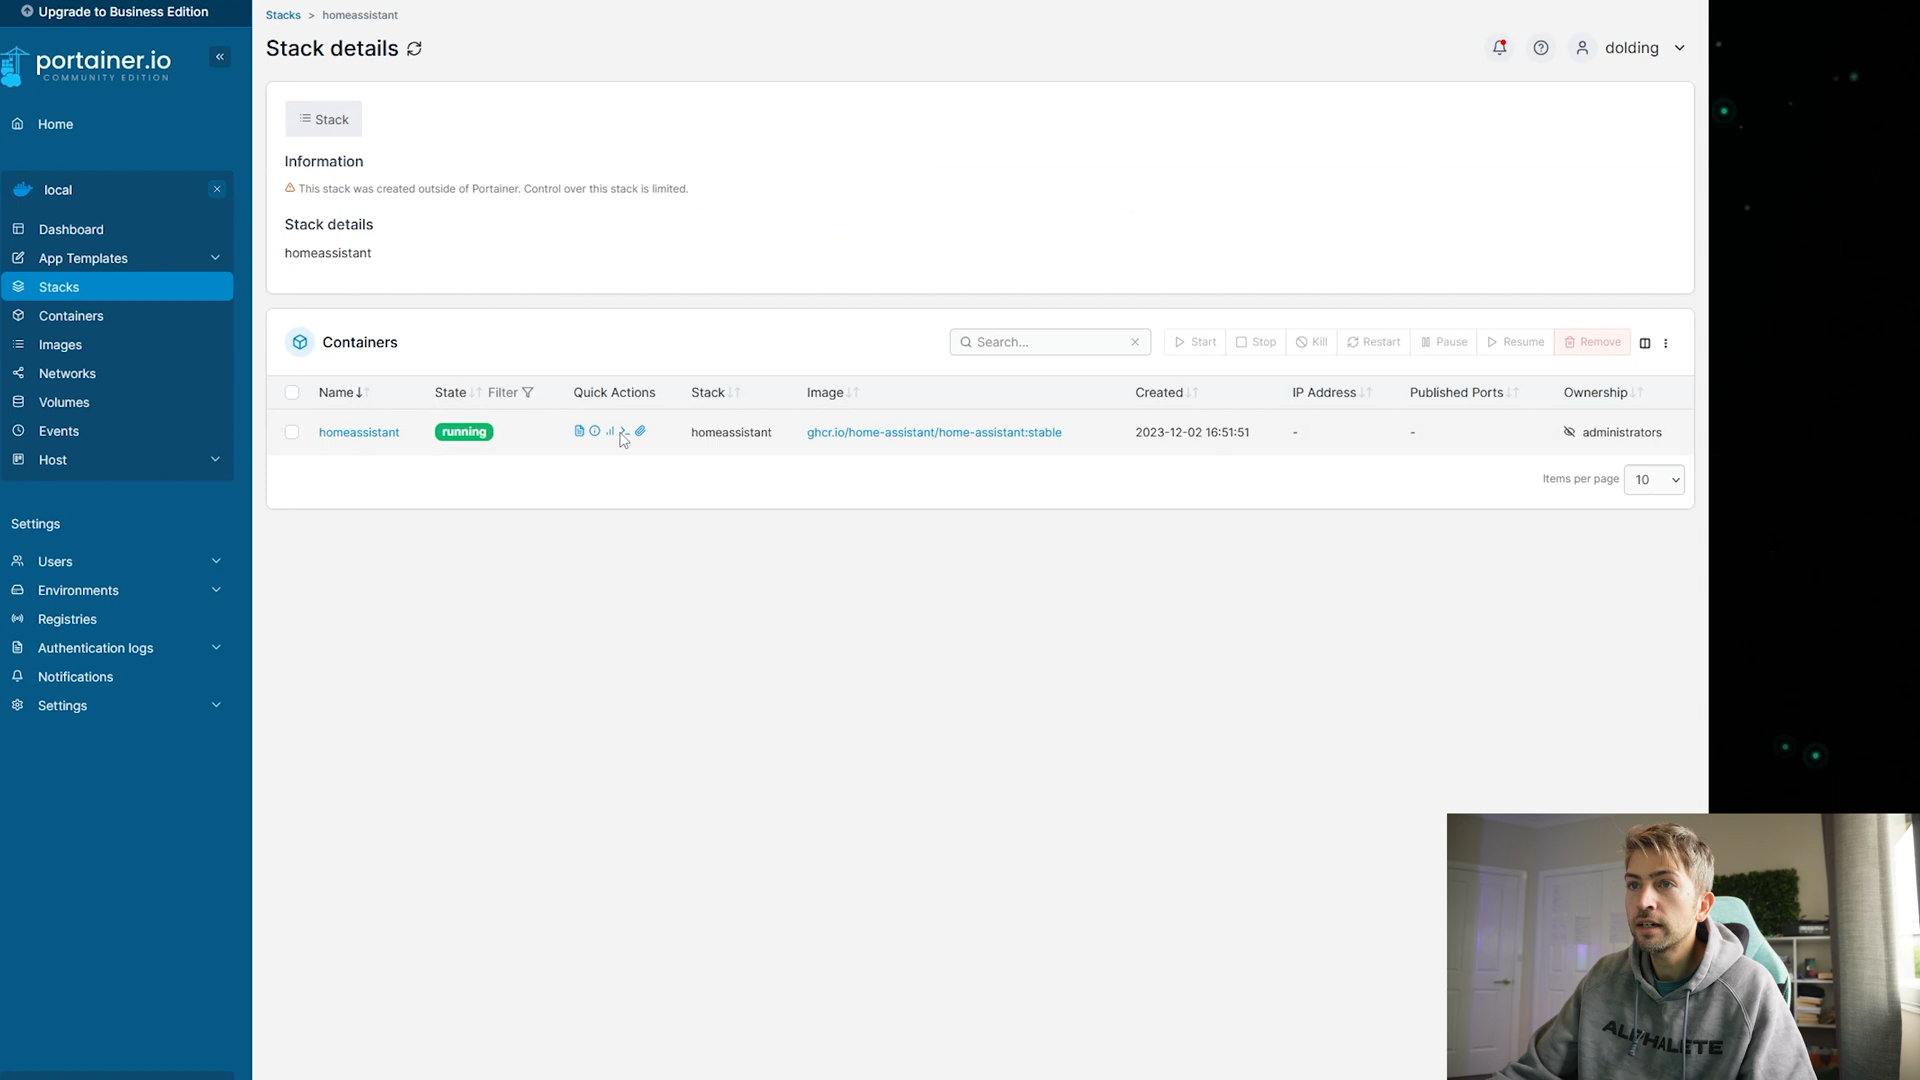 Upgrade to Business Edition
portainer.io
COMMUNITY EDITION
Home
local
Dashboard
App Templates
Stacks
Containers
Images
Networks
Volumes
Events
Host
Settings
Users
Environments
Registries
Authentication logs
Notifications
Settings
Stacks > homeassistant
Stack details
dolding
Stack
Information
This stack was created outside of Portainer. Control over this stack is limited.
Stack details
homeassistant
Containers
Search...
Start Stop Kill Restart Pause Resume Remove
Name State Filter Quick Actions Stack Image Created IP Address Published Ports Ownership
homeassistant running homeassistant ghcr.io/home-assistant/home-assistant:stable 2023-12-02 16:51:51 - - administrators
Items per page 10
ALPHALETE